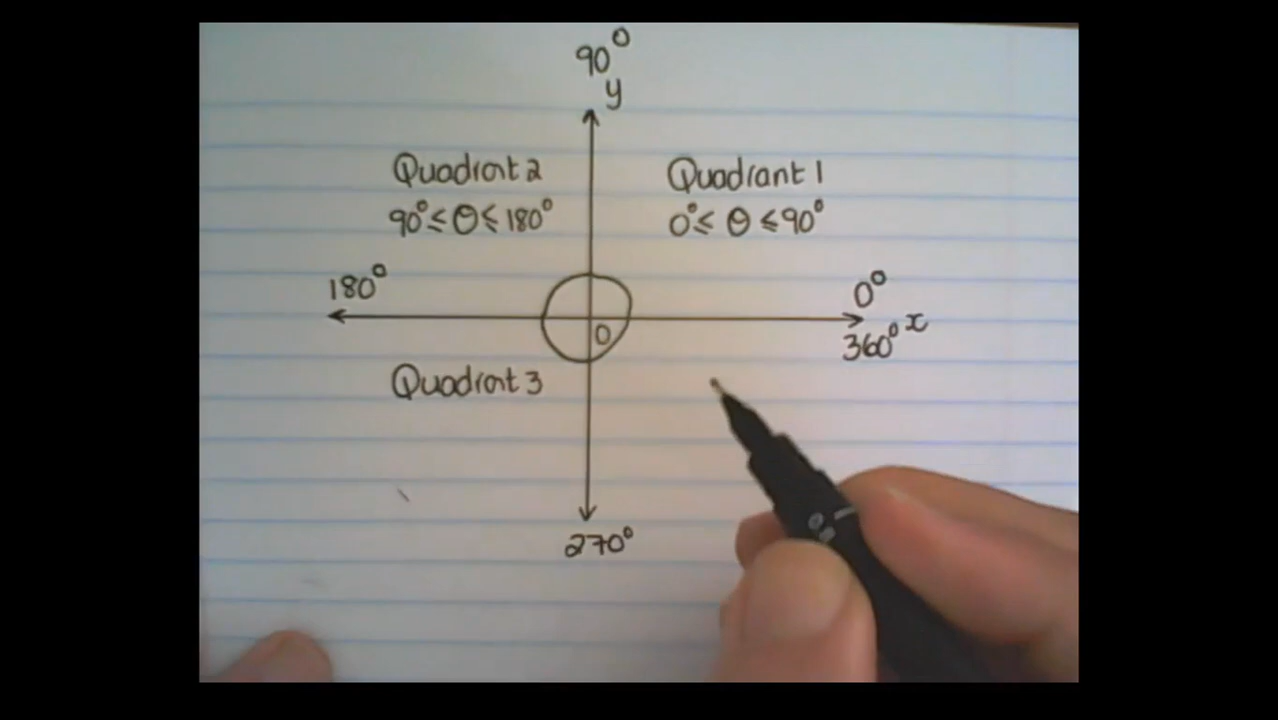 90°
y
Quadrant 2
Quadrant 1
90° ≤ θ ≤ 180°
0° ≤ θ ≤ 90°
180°
0°
x
360°
0
Quadrant 3
270°